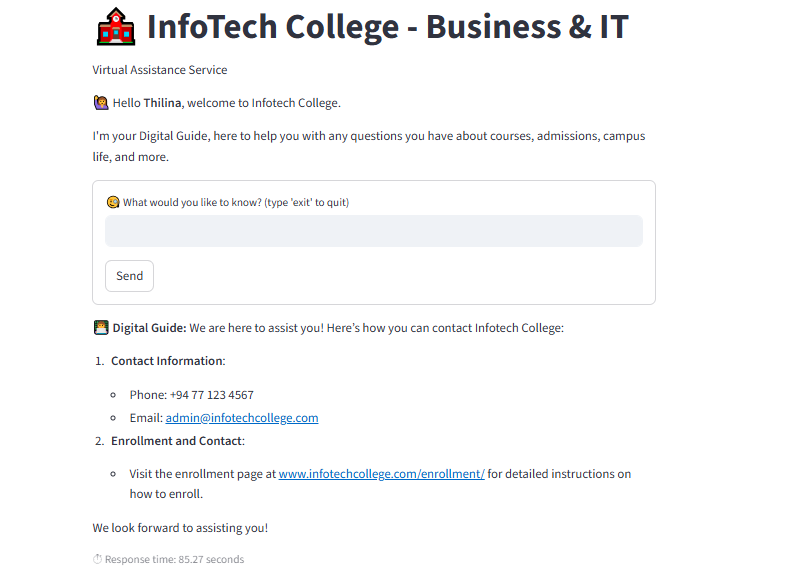 InfoTech College - Business & IT
Virtual Assistance Service
Hello Thilina, welcome to Infotech College.
I'm your Digital Guide, here to help you with any questions you have about courses, admissions, campus
life, and more.
What would you like to know? (type 'exit' to quit)
Send
Digital Guide: We are here to assist you! Here’s how you can contact Infotech College:
1. Contact Information:
Phone: +94 77 123 4567
Email: admin@infotechcollege.com
2. Enrollment and Contact:
Visit the enrollment page at www.infotechcollege.com/enrollment/ for detailed instructions on
how to enroll.
We look forward to assisting you!
Response time: 85.27 seconds